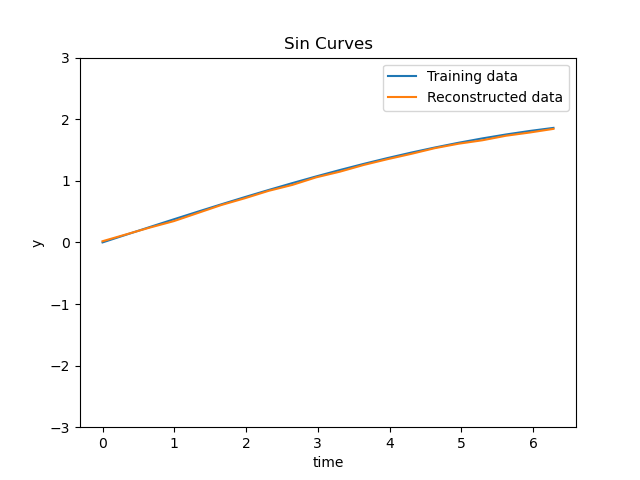 Sin Curves
Training data
Reconstructed data
y
3
2
1
0
−1
−2
−3
0 1 2 3 4 5 6
time